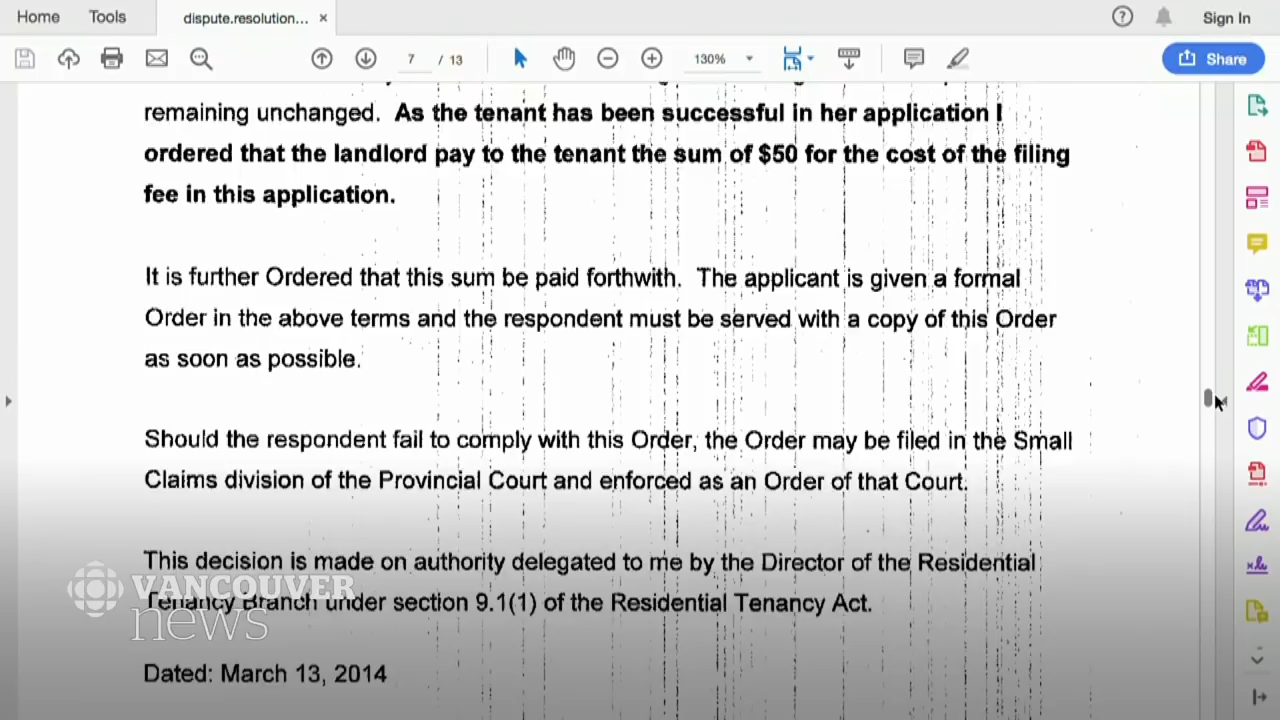 Home
Tools
dispute.resolution... ×
Sign In
7 / 13
130%
Share
remaining unchanged. As the tenant has been successful in her application I
ordered that the landlord pay to the tenant the sum of $50 for the cost of the filing
fee in this application.
It is further Ordered that this sum be paid forthwith. The applicant is given a formal
Order in the above terms and the respondent must be served with a copy of this Order
as soon as possible.
Should the respondent fail to comply with this Order, the Order may be filed in the Small
Claims division of the Provincial Court and enforced as an Order of that Court.
This decision is made on authority delegated to me by the Director of the Residential
Tenancy Branch under section 9.1(1) of the Residential Tenancy Act.
VANCOUVER
news
Dated: March 13, 2014